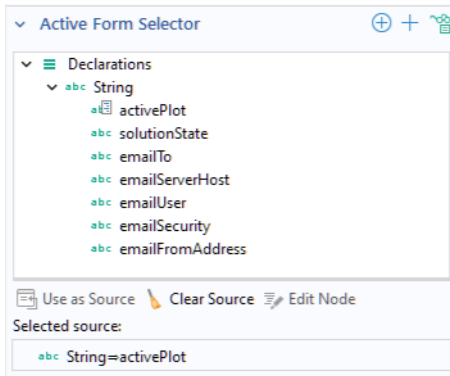 Active Form Selector
Declarations
abc String
activePlot
abc solutionState
abc emailTo
abc emailServerHost
abc emailUser
abc emailSecurity
abc emailFromAddress
Use as Source Clear Source Edit Node
Selected source:
abc String⇒activePlot